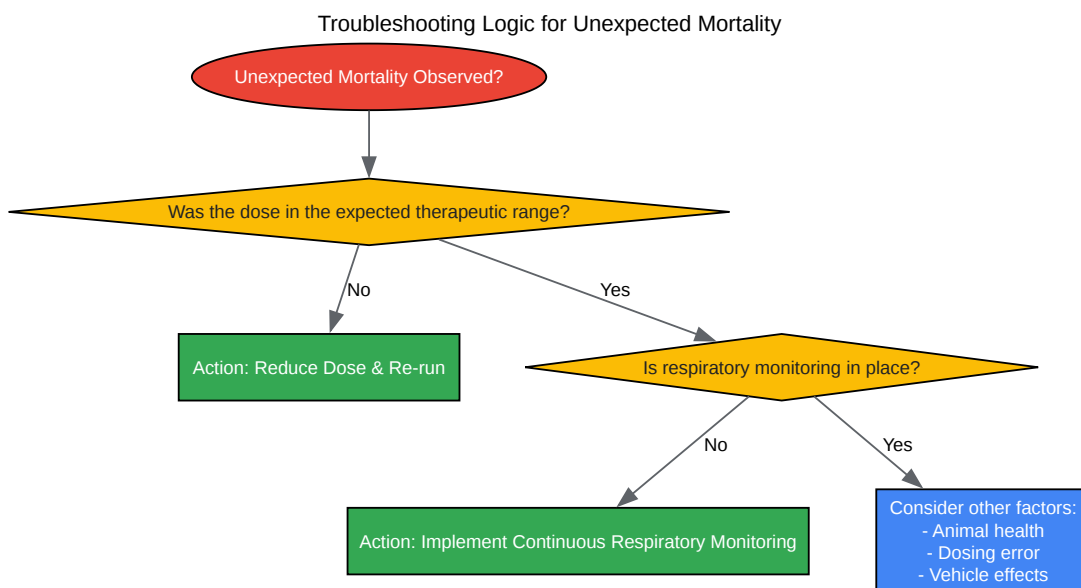 Troubleshooting Logic for Unexpected Mortality
Unexpected Mortality Observed?
Was the dose in the expected therapeutic range?
No
Yes
Action: Reduce Dose & Re-run
Is respiratory monitoring in place?
No
Yes
Action: Implement Continuous Respiratory Monitoring
Consider other factors:
- Animal health
- Dosing error
- Vehicle effects